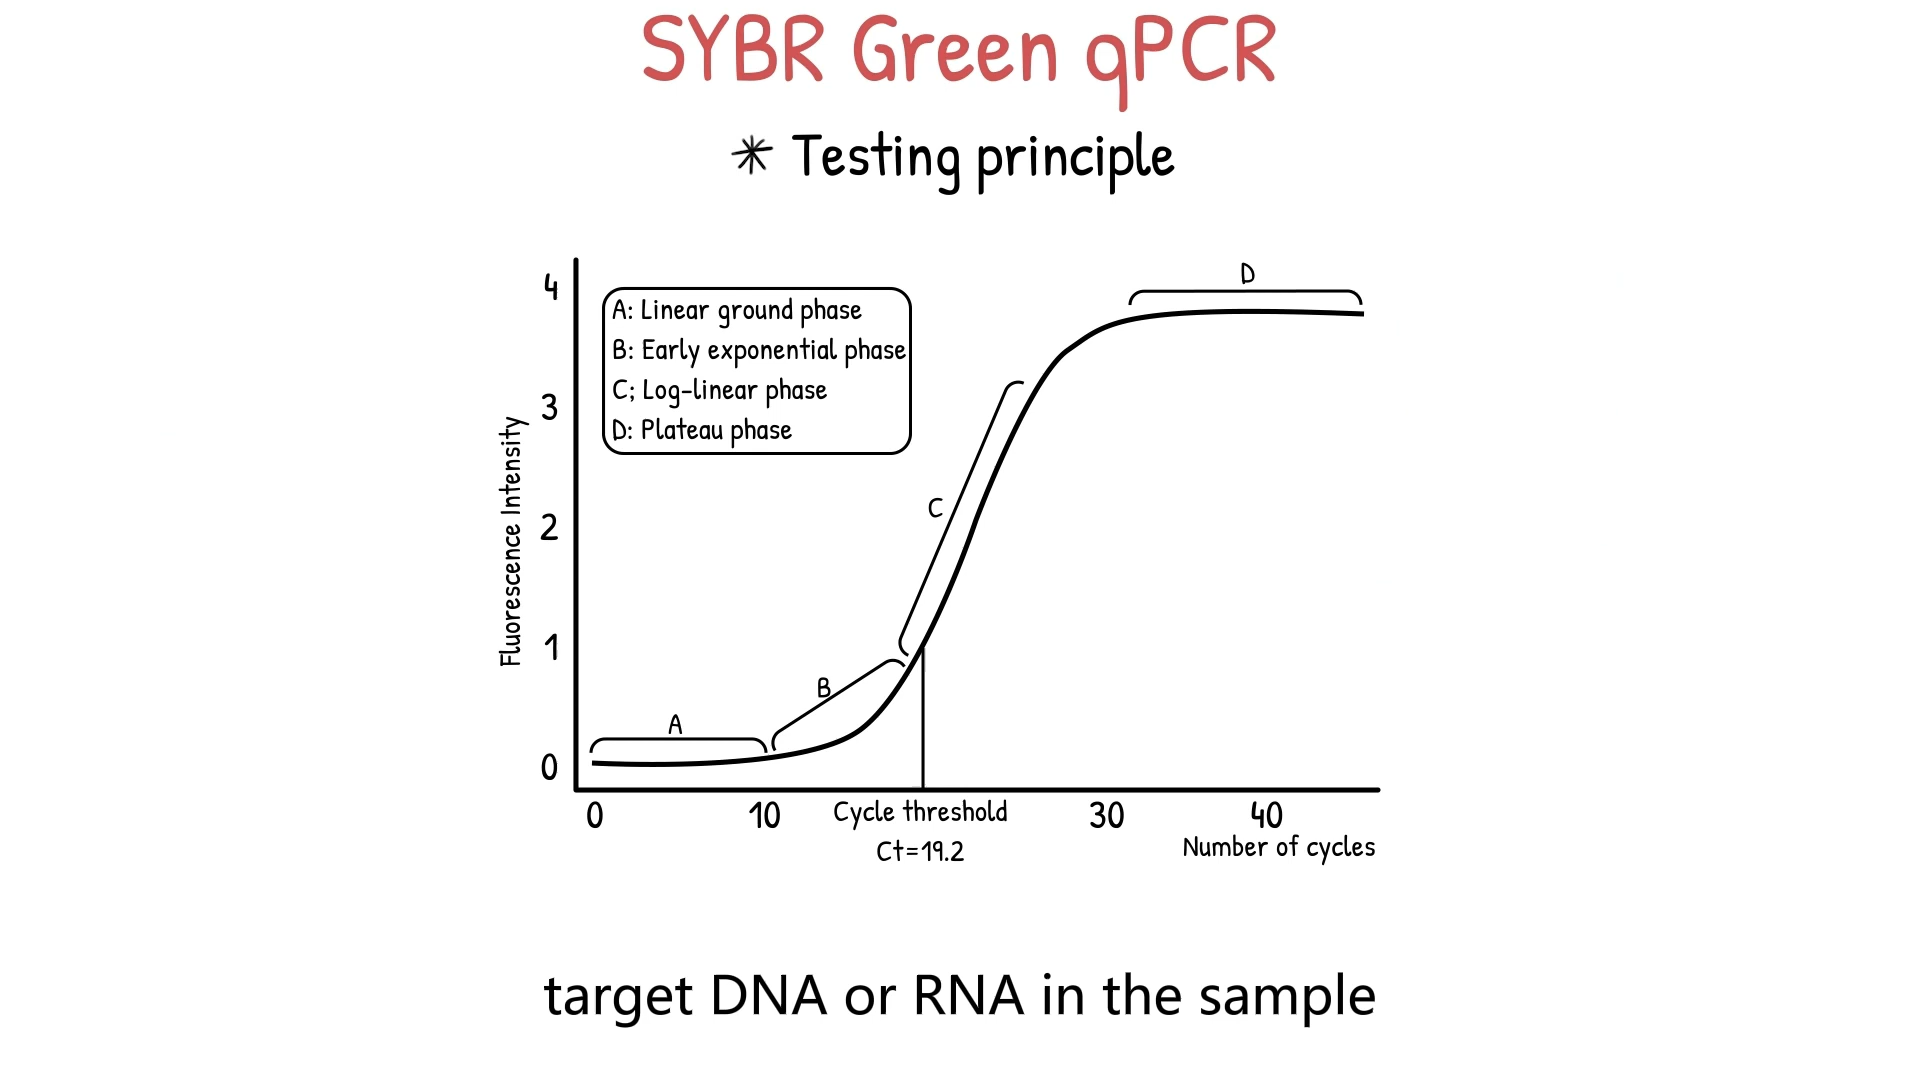 SYBR Green qPCR
✳ Testing principle
D
4
A: Linear ground phase
B: Early exponential phase
C; Log-linear phase
D: Plateau phase
3
C
2
Fluorescence Intensity
1
B
A
0
0 10 Cycle threshold 30 40
Ct=19.2 Number of cycles
target DNA or RNA in the sample